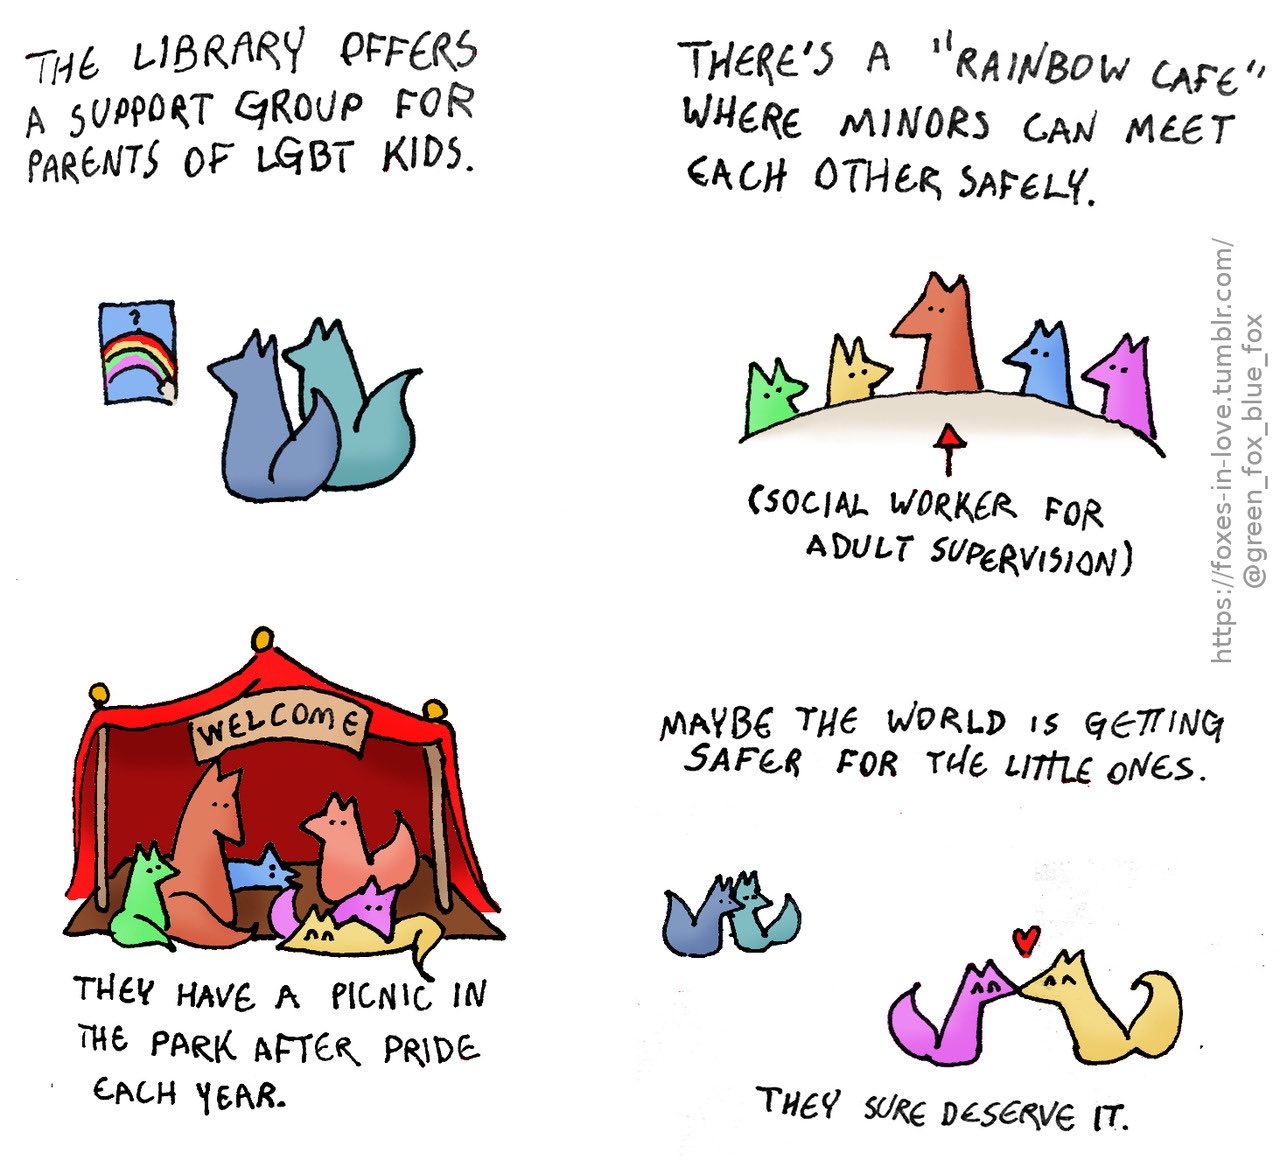 THE LIBRARY OFFERS
A SUPPORT GROUP FOR
PARENTS OF LGBT KIDS.
?
THERE'S A "RAINBOW CAFE"
WHERE MINORS CAN MEET
EACH OTHER SAFELY.
(SOCIAL WORKER FOR
ADULT SUPERVISION)
WELCOME
THEY HAVE A PICNIC IN
THE PARK AFTER PRIDE
EACH YEAR.
MAYBE THE WORLD IS GETTING
SAFER FOR THE LITTLE ONES.
THEY SURE DESERVE IT.
https://foxes-in-love.tumblr.com/
@green_fox_blue_fox